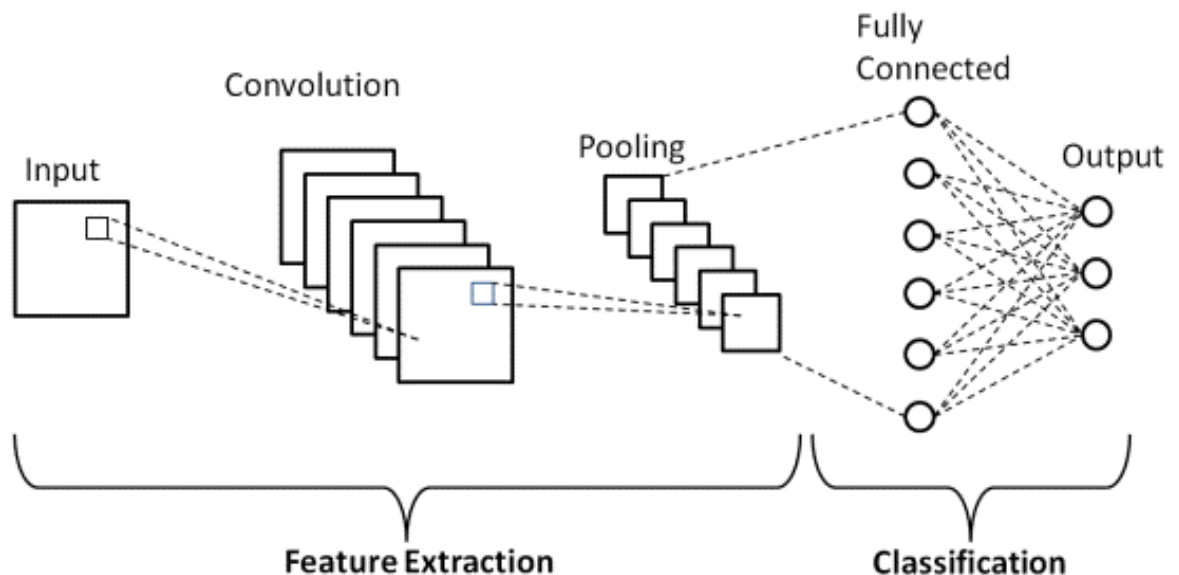 Input
Convolution
Pooling
Fully
Connected
Output
Feature Extraction
Classification